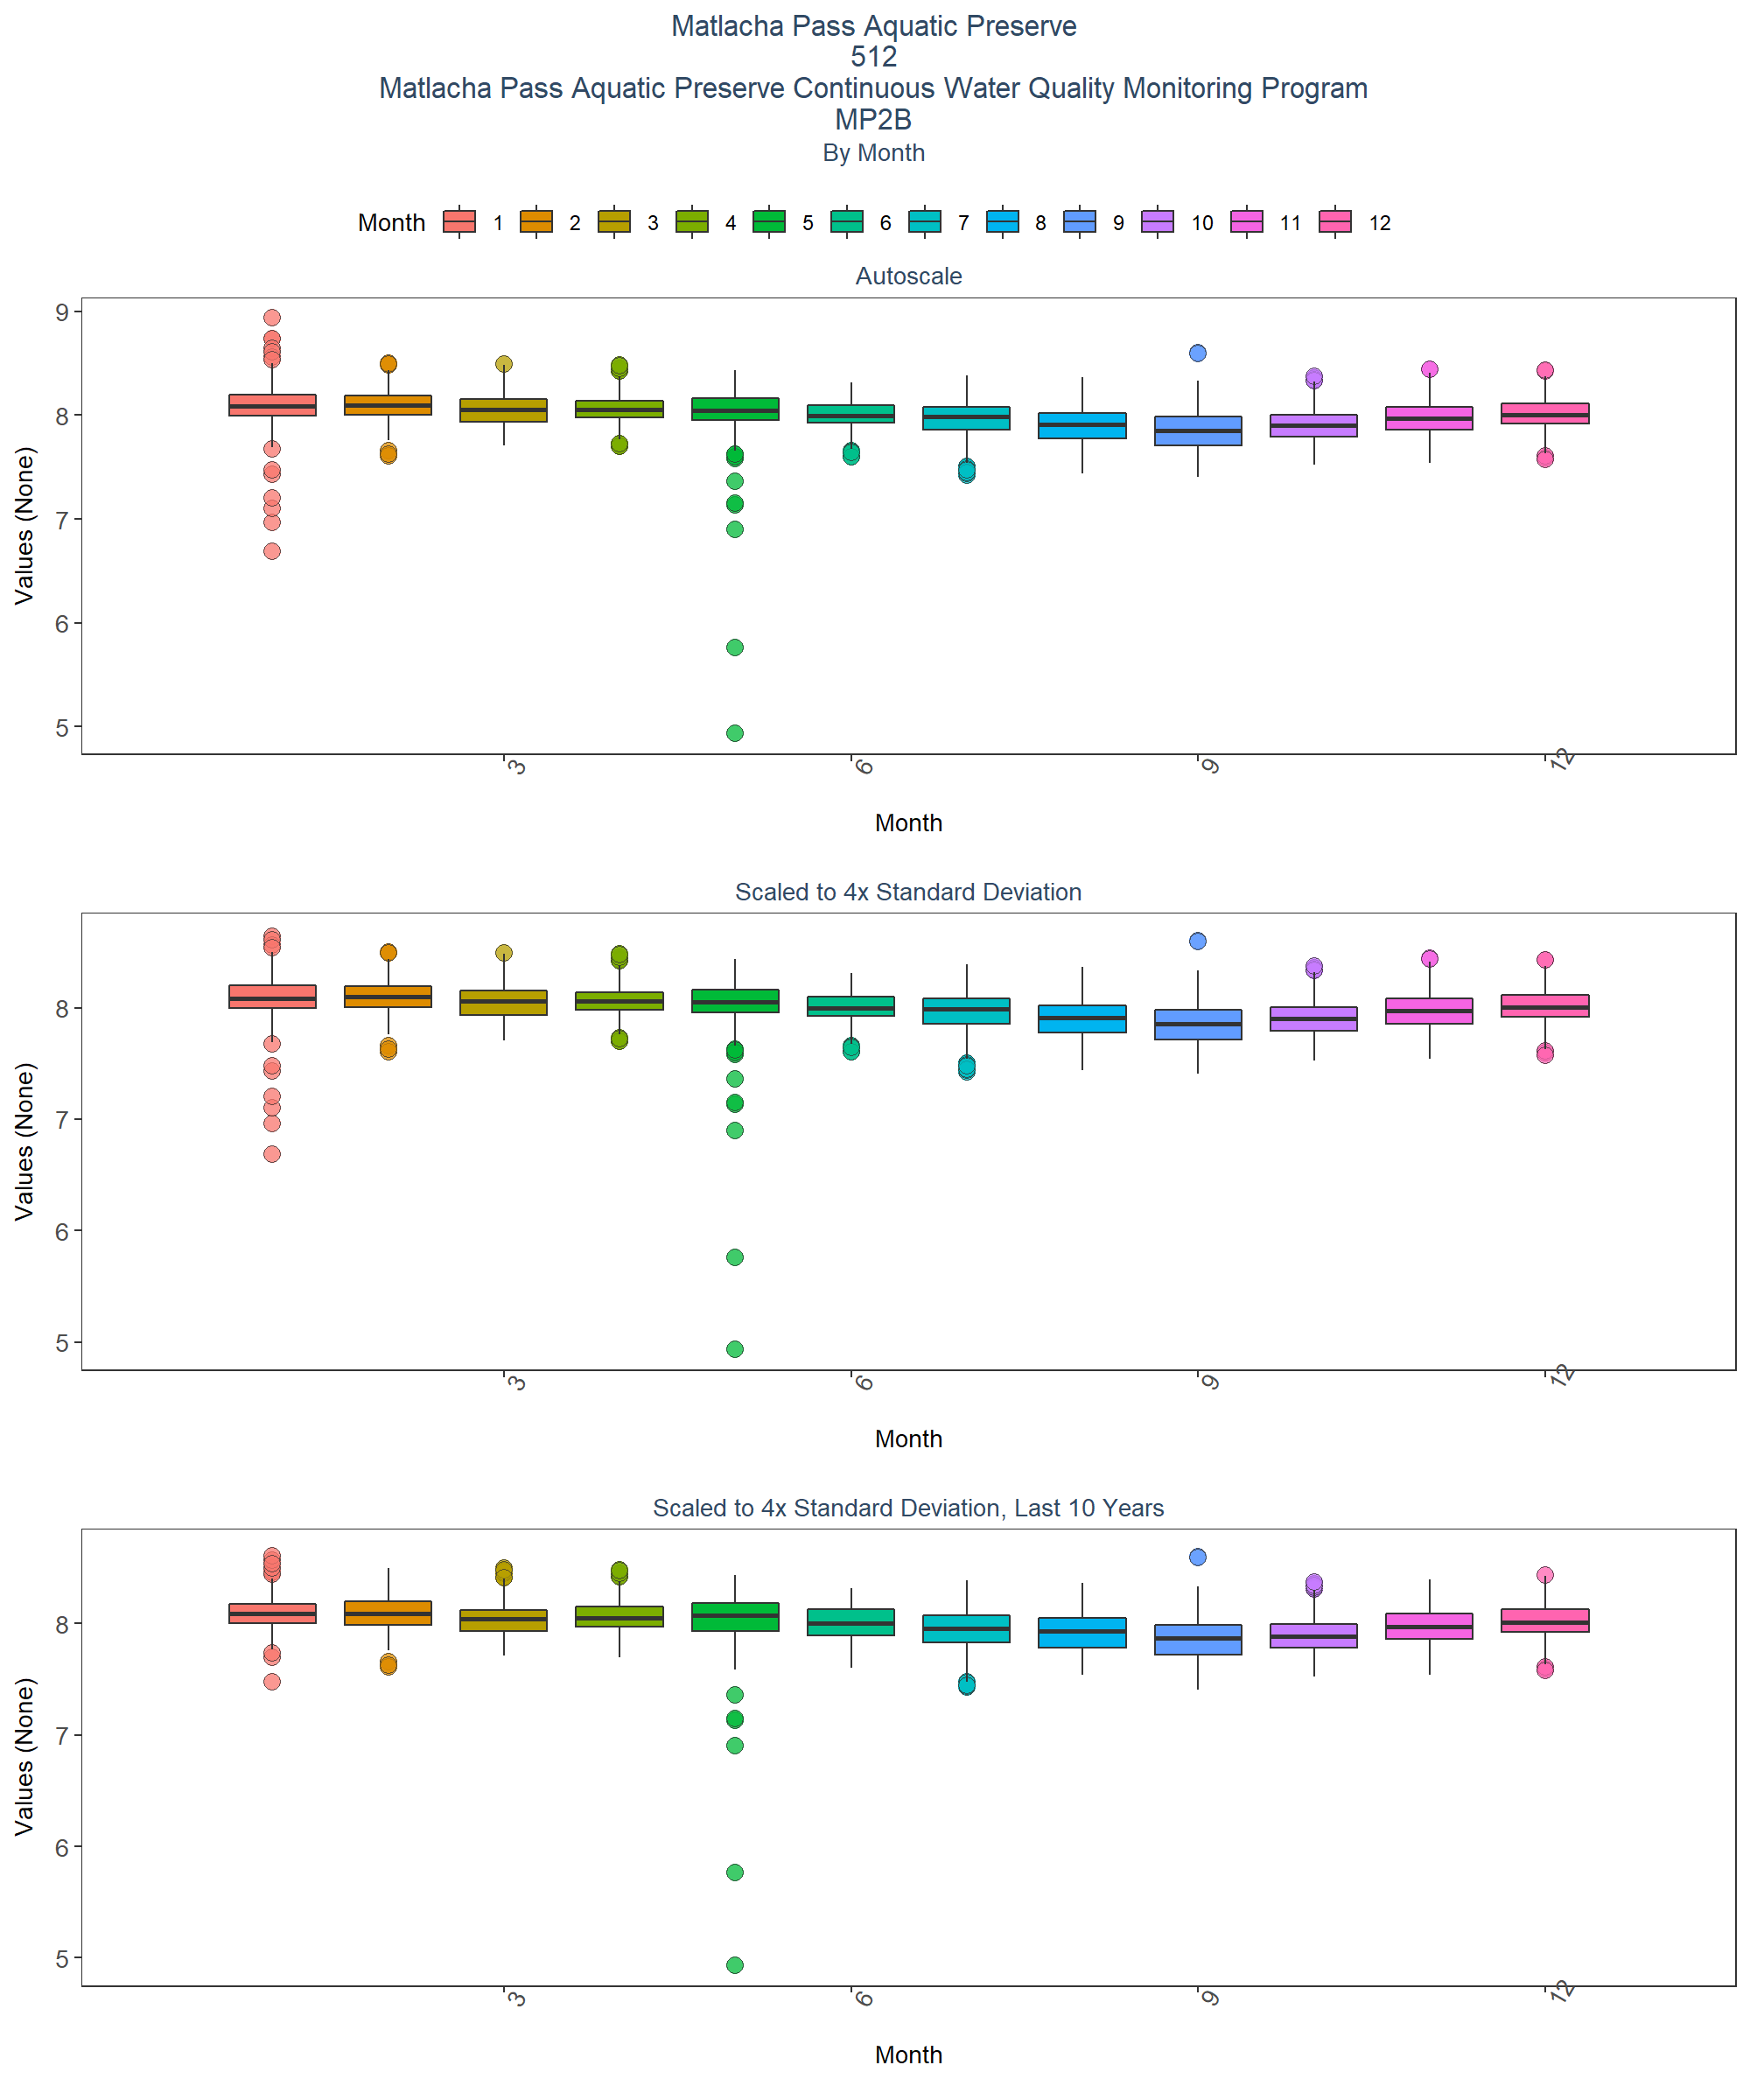 Matlacha Pass Aquatic Preserve
512
Matlacha Pass Aquatic Preserve Continuous Water Quality Monitoring Program
MP2B
By Month
Month 1 2 3 4 5 6 7 8 9 10 11 12
Autoscale
9
8
7
6
5
Values (None)
3 6 9 12
Month
Scaled to 4x Standard Deviation
8
7
6
5
Values (None)
3 6 9 12
Month
Scaled to 4x Standard Deviation, Last 10 Years
8
7
6
5
Values (None)
3 6 9 12
Month